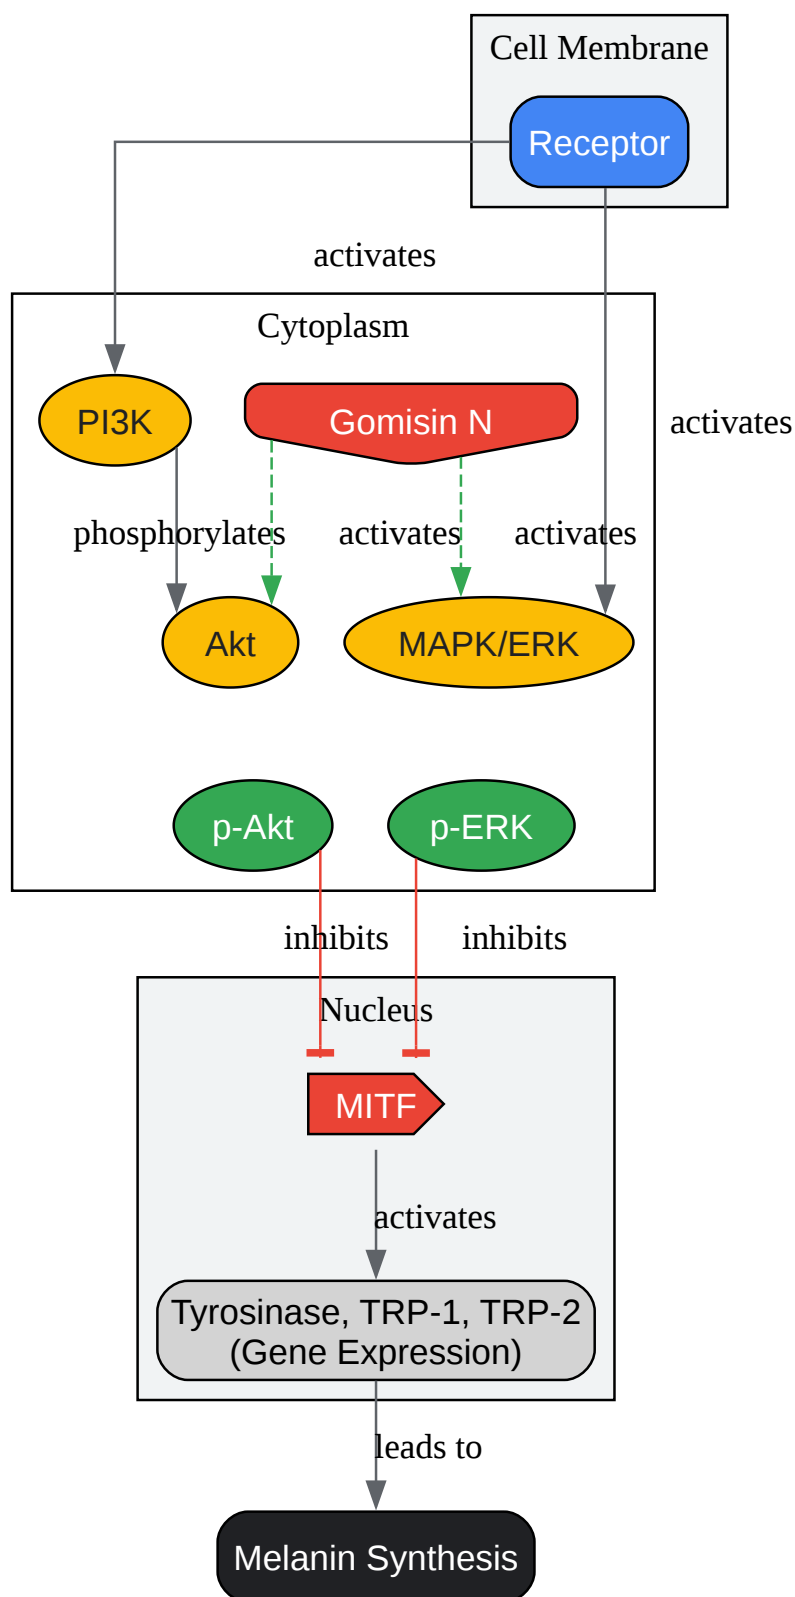 Cell Membrane
Receptor
activates
Cytoplasm
PI3K
Gomisin N
activates
phosphorylates
activates
activates
Akt
MAPK/ERK
p-Akt
p-ERK
inhibits
inhibits
Nucleus
MITF
activates
Tyrosinase, TRP-1, TRP-2
(Gene Expression)
leads to
Melanin Synthesis